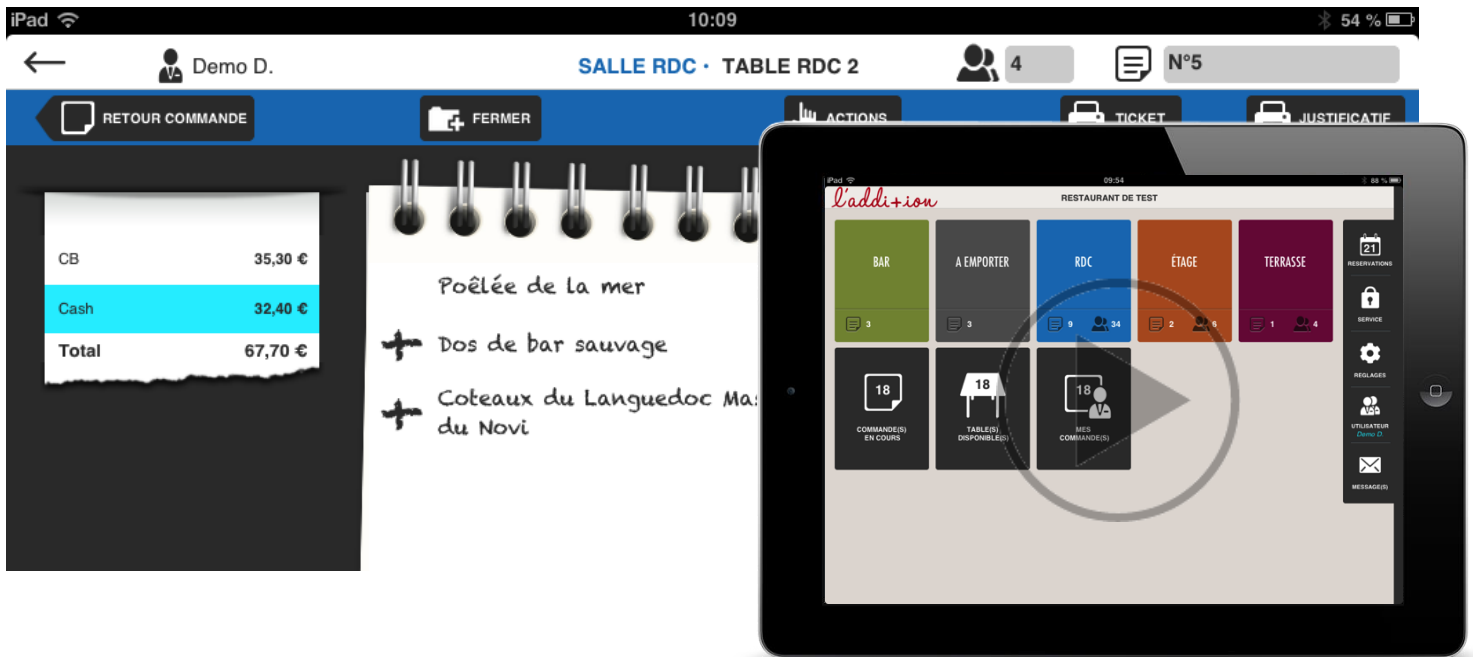 iPad 10:09 54 %
Demo D. SALLE RDC · TABLE RDC 2 4 N°5
RETOUR COMMANDE FERMER ACTIONS TICKET JUSTIFICATIF
CB 35,30 €
Cash 32,40 €
Total 67,70 €
Poêlée de la mer
Dos de bar sauvage
Coteaux du Languedoc Mas
du Novi
iPad 09:54 88 %
l'addi+ion RESTAURANT DE TEST
BAR A EMPORTER RDC ÉTAGE TERRASSE
3 3 9 34 2 6 1 4
18 18 18
COMMANDE(S)
EN COURS
TABLE(S)
DISPONIBLE(S)
MES
COMMANDE(S)
21
RESERVATIONS
SERVICE
REGLAGES
UTILISATEUR
Demo D.
MESSAGE(S)